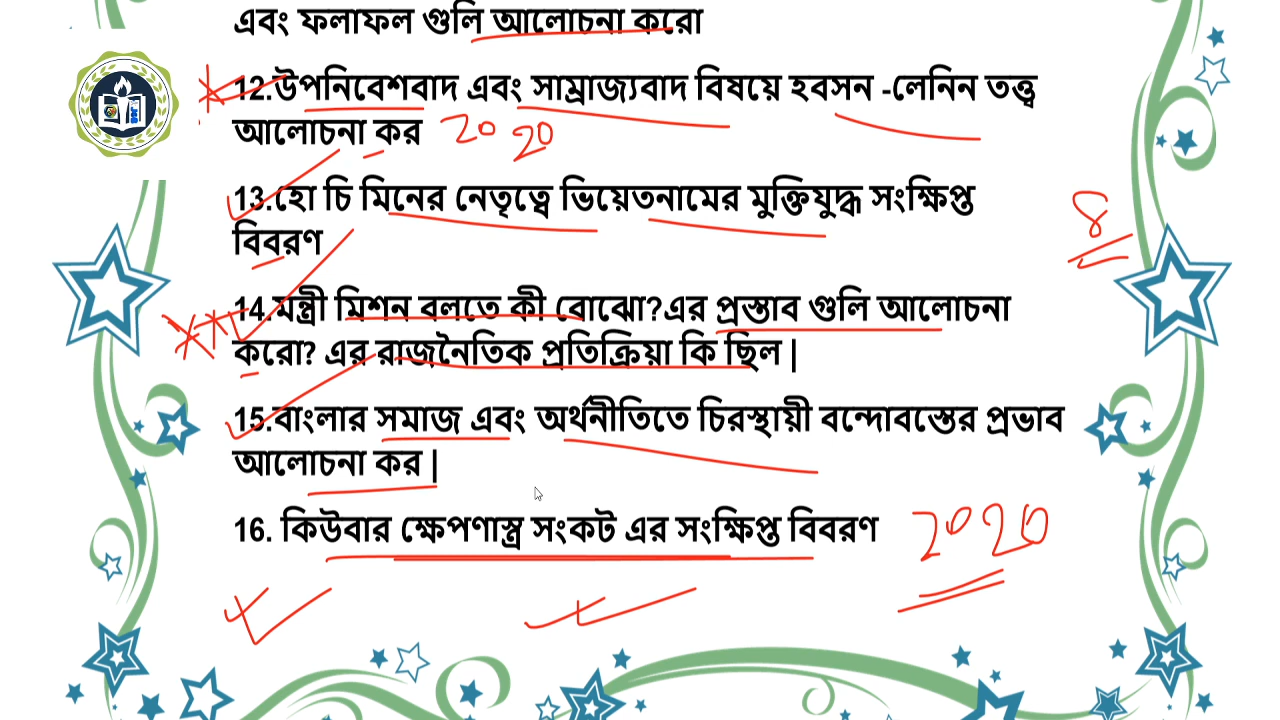 এবং ফলাফল গুলি আলোচনা করো
12.উপনিবেশবাদ এবং সাম্রাজ্যবাদ বিষয়ে হবসন -লেনিন তত্ত্ব
আলোচনা কর 2020
13.হো চি মিনের নেতৃত্বে ভিয়েতনামের মুক্তিযুদ্ধ সংক্ষিপ্ত
বিবরণ
8
14.মন্ত্রী মিশন বলতে কী বোঝো?এর প্রস্তাব গুলি আলোচনা
করো? এর রাজনৈতিক প্রতিক্রিয়া কি ছিল |
15.বাংলার সমাজ এবং অর্থনীতিতে চিরস্থায়ী বন্দোবস্তের প্রভাব
আলোচনা কর |
16. কিউবার ক্ষেপণাস্ত্র সংকট এর সংক্ষিপ্ত বিবরণ 2020